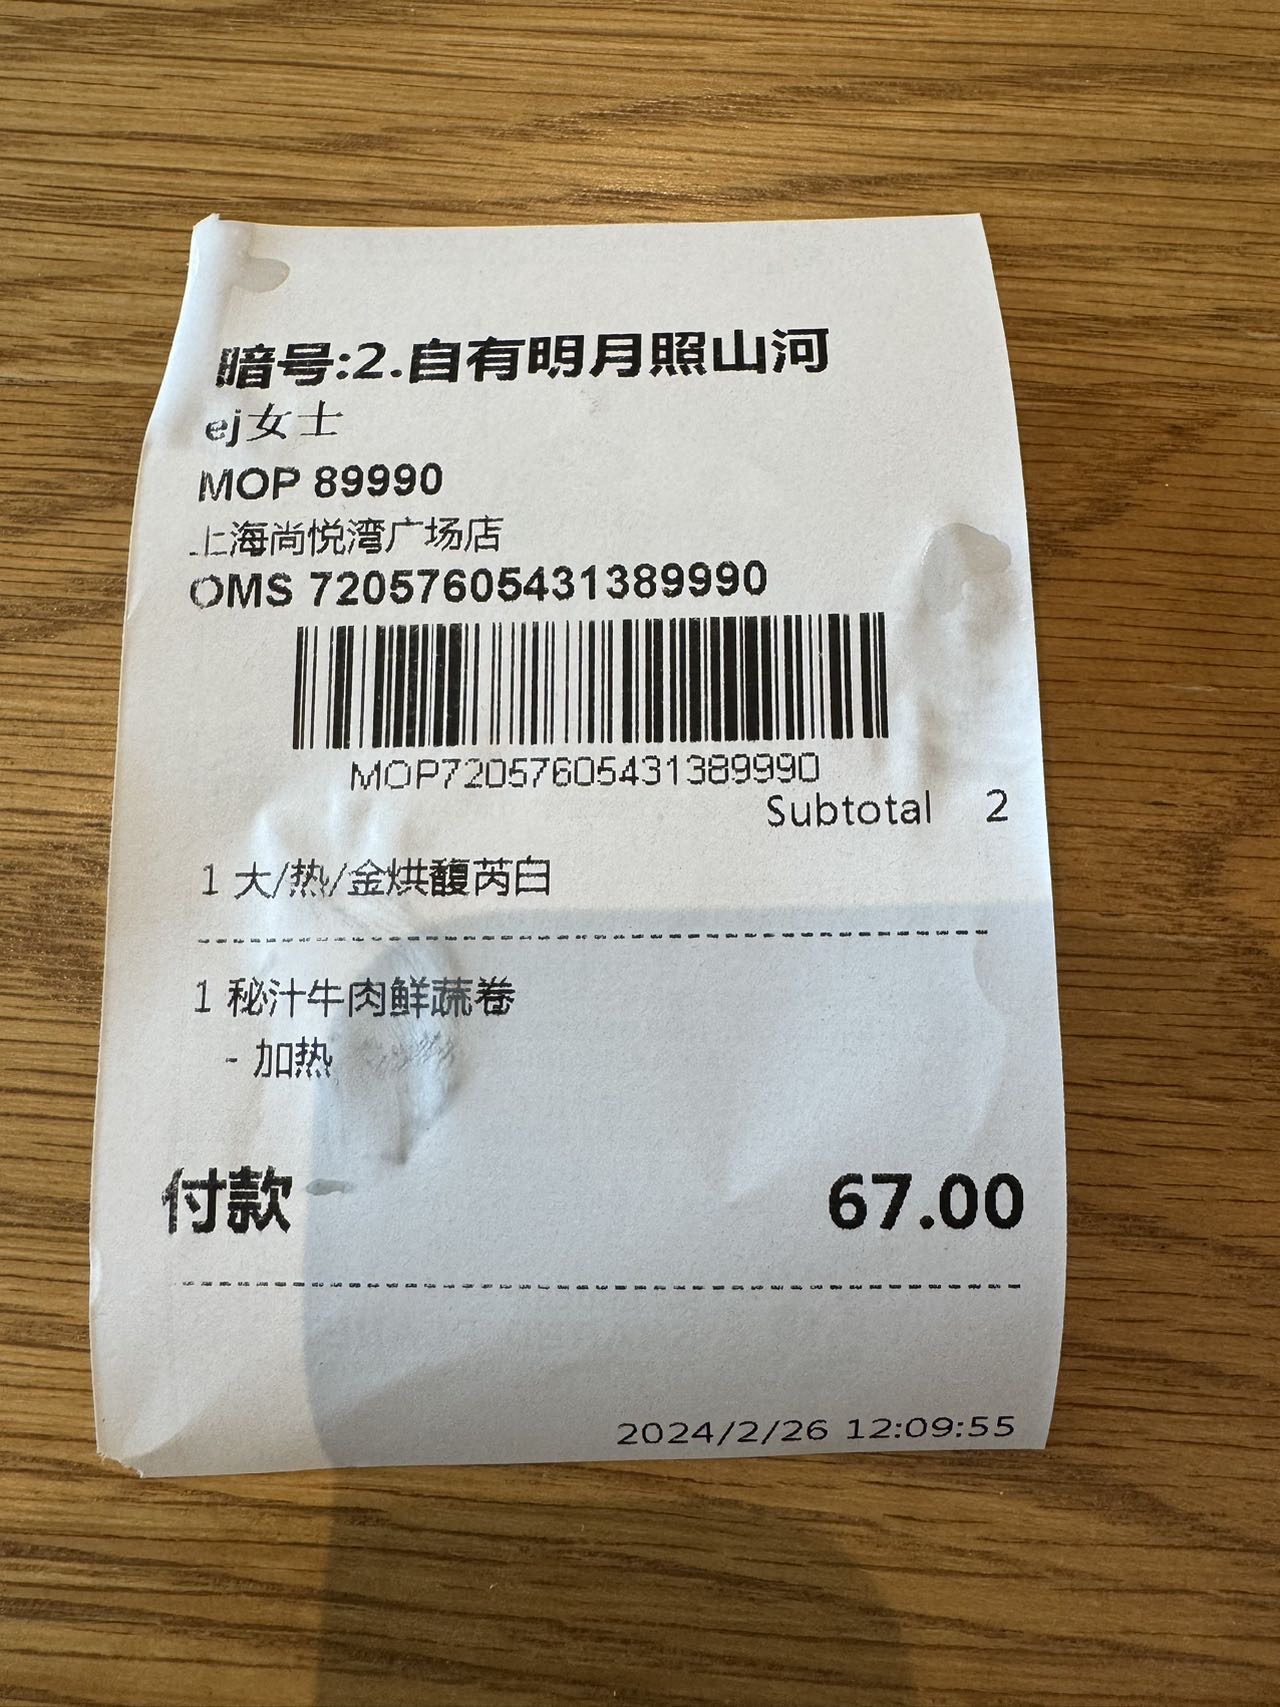 暗号:2.自有明月照山河
ej女士
MOP 89990
上海尚悦湾广场店
OMS 72057605431389990
MOP72057605431389990
Subtotal 2
1 大/热/金烘馥芮白
1 秘汁牛肉鲜蔬卷
- 加热
付款 67.00
2024/2/26 12:09:55